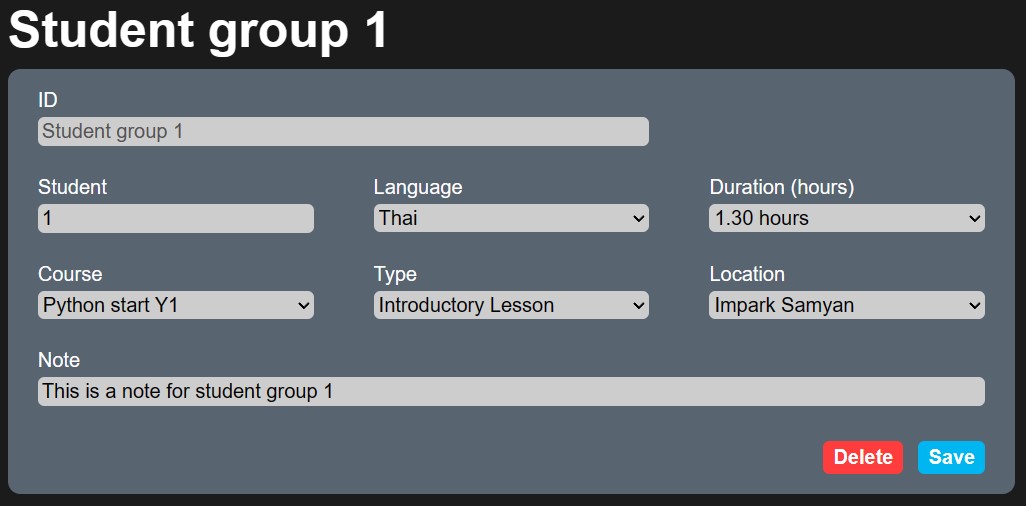 Student group 1
ID
Student group 1
Student Language Duration (hours)
1 Thai 1.30 hours
Course Type Location
Python start Y1 Introductory Lesson Impark Samyan
Note
This is a note for student group 1
Delete Save